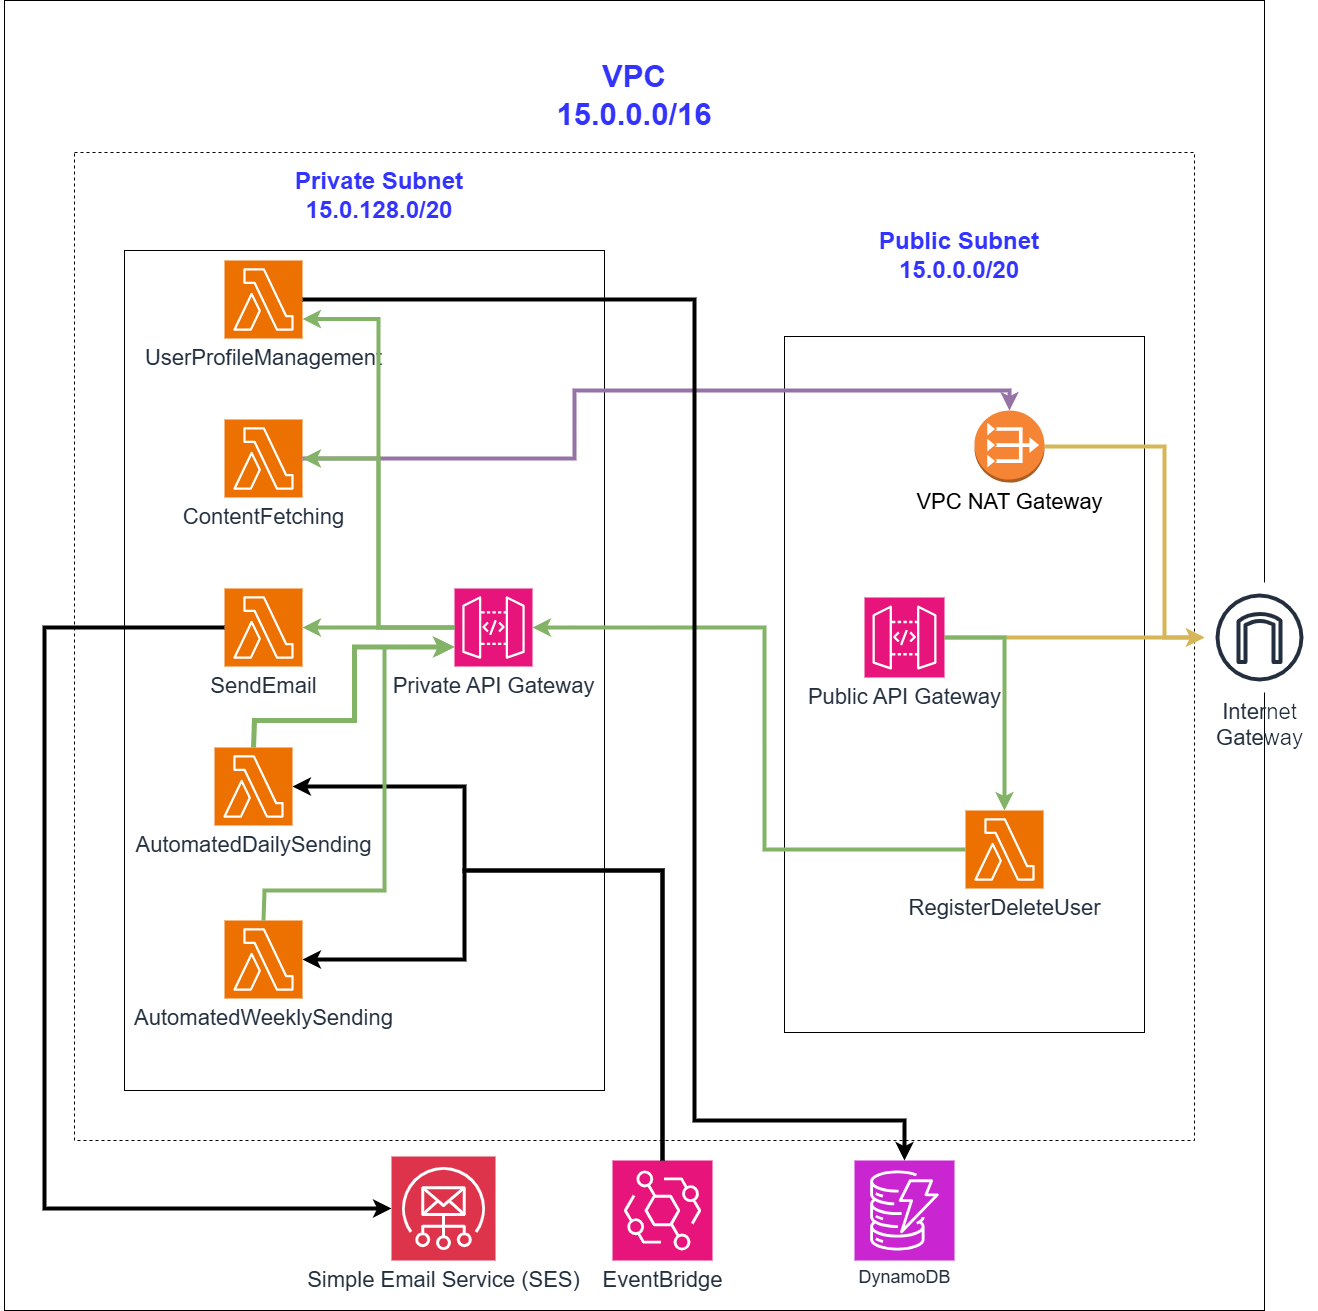 VPC
15.0.0.0/16
Private Subnet
15.0.128.0/20
Public Subnet
15.0.0.0/20
UserProfileManagement
ContentFetching
VPC NAT Gateway
SendEmail
</>
Private API Gateway
</>
Public API Gateway
Internet
Gateway
AutomatedDailySending
RegisterDeleteUser
AutomatedWeeklySending
Simple Email Service (SES)
EventBridge
DynamoDB